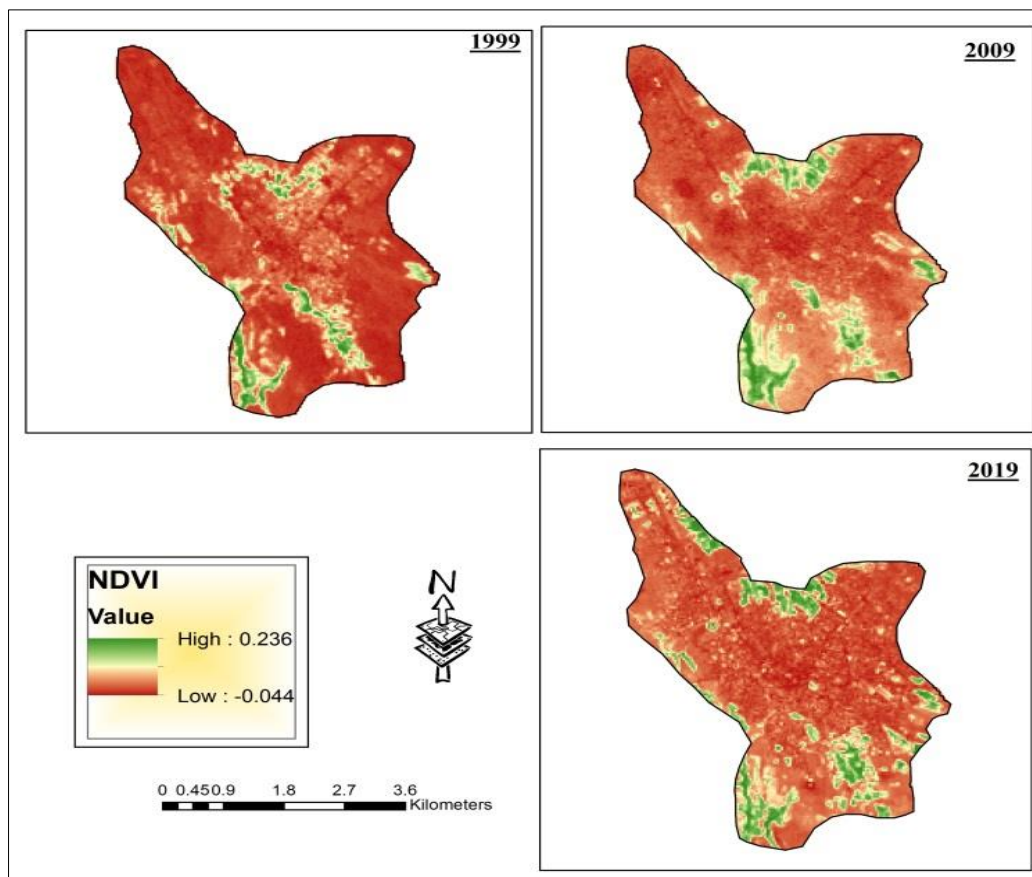 1999
2009
2019
NDVI
Value
High : 0.236
Low : -0.044
N
0 0.450.9 1.8 2.7 3.6
Kilometers